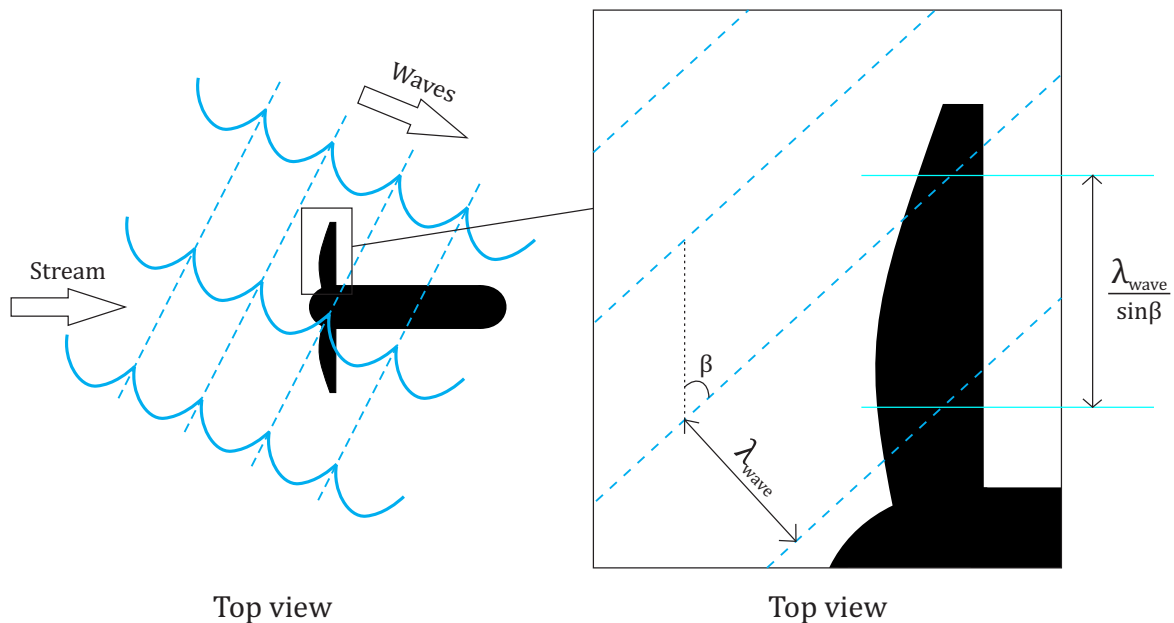 Waves
Stream
β
λwave
λwave
sinβ
Top view
Top view